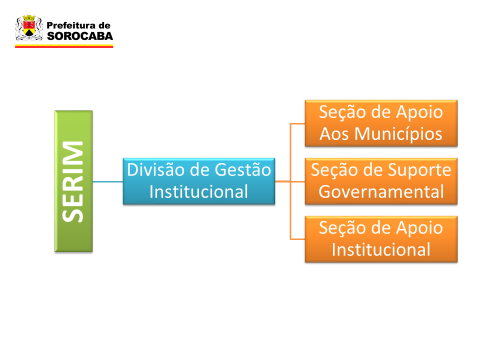 Prefeitura de
SOROCABA
SERIM
Divisão de Gestão
Institucional
Seção de Apoio
Aos Municípios
Seção de Suporte
Governamental
Seção de Apoio
Institucional